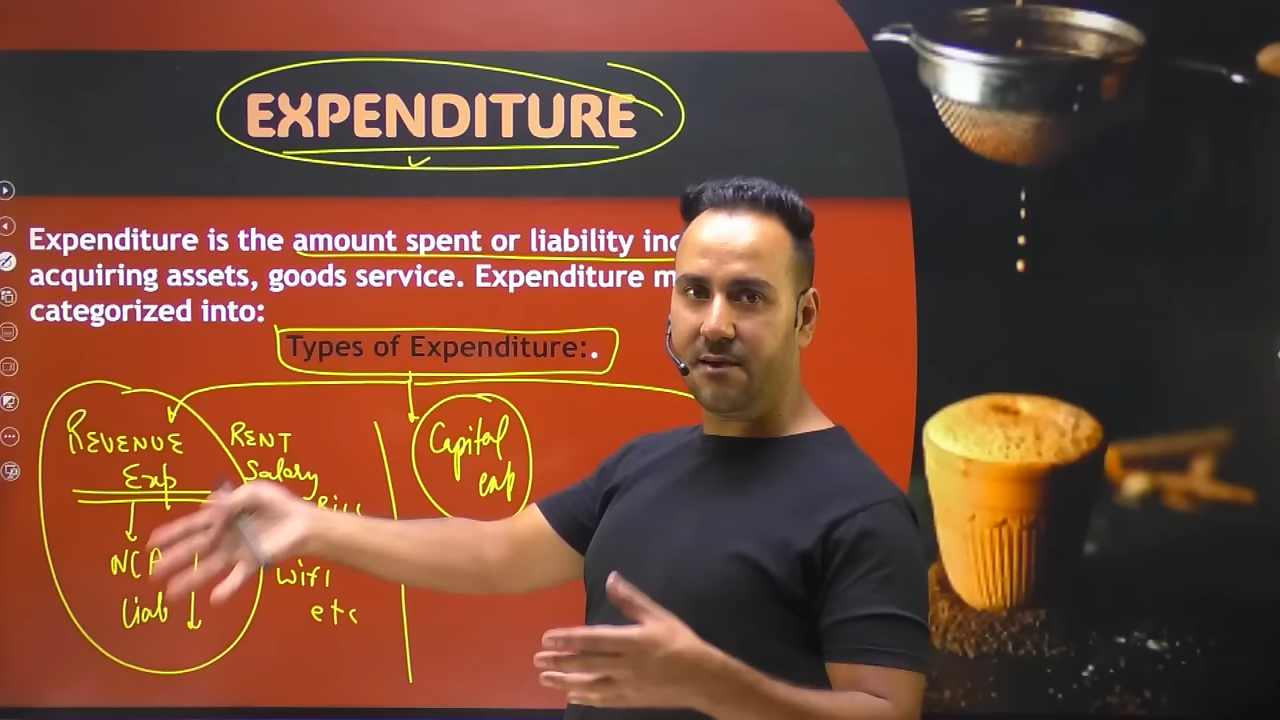 EXPENDITURE
Expenditure is the amount spent or liability inc
acquiring assets, goods service. Expenditure m
categorized into:
Types of Expenditure:.
REVENUE
Exp
RENT
Salary
Capital
exp
NCA
Wifi
Liab
etc